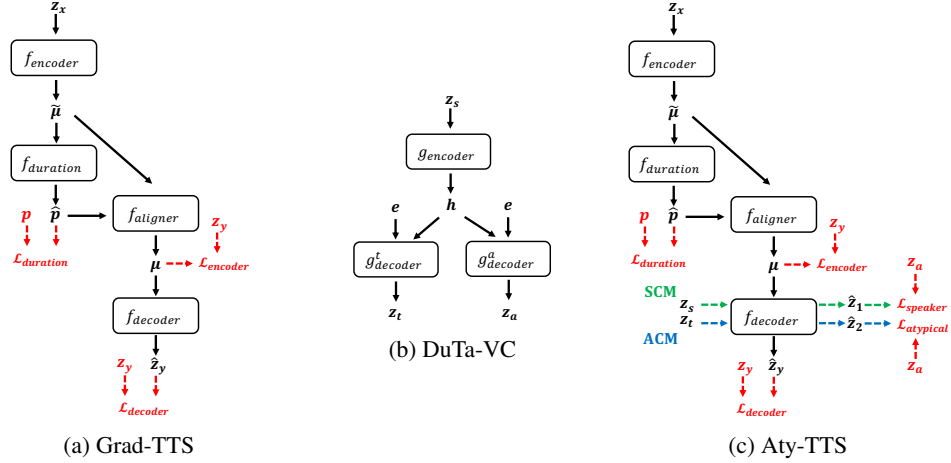 z_x
f_encoder
μ̃
f_duration
p p̂
f_aligner
z_y
ℒ_duration
μ
ℒ_encoder
f_decoder
z_y ẑ_y
ℒ_decoder
(a) Grad-TTS
z_s
g_encoder
e h e
g^t_decoder g^a_decoder
z_t z_a
(b) DuTa-VC
z_x
f_encoder
μ̃
f_duration
p p̂
f_aligner
z_y
ℒ_duration
μ
ℒ_encoder
z_a
SCM
z_s ẑ_1 ℒ_speaker
f_decoder
z_t ẑ_2 ℒ_atypical
ACM
z_a
z_y ẑ_y
ℒ_decoder
(c) Aty-TTS